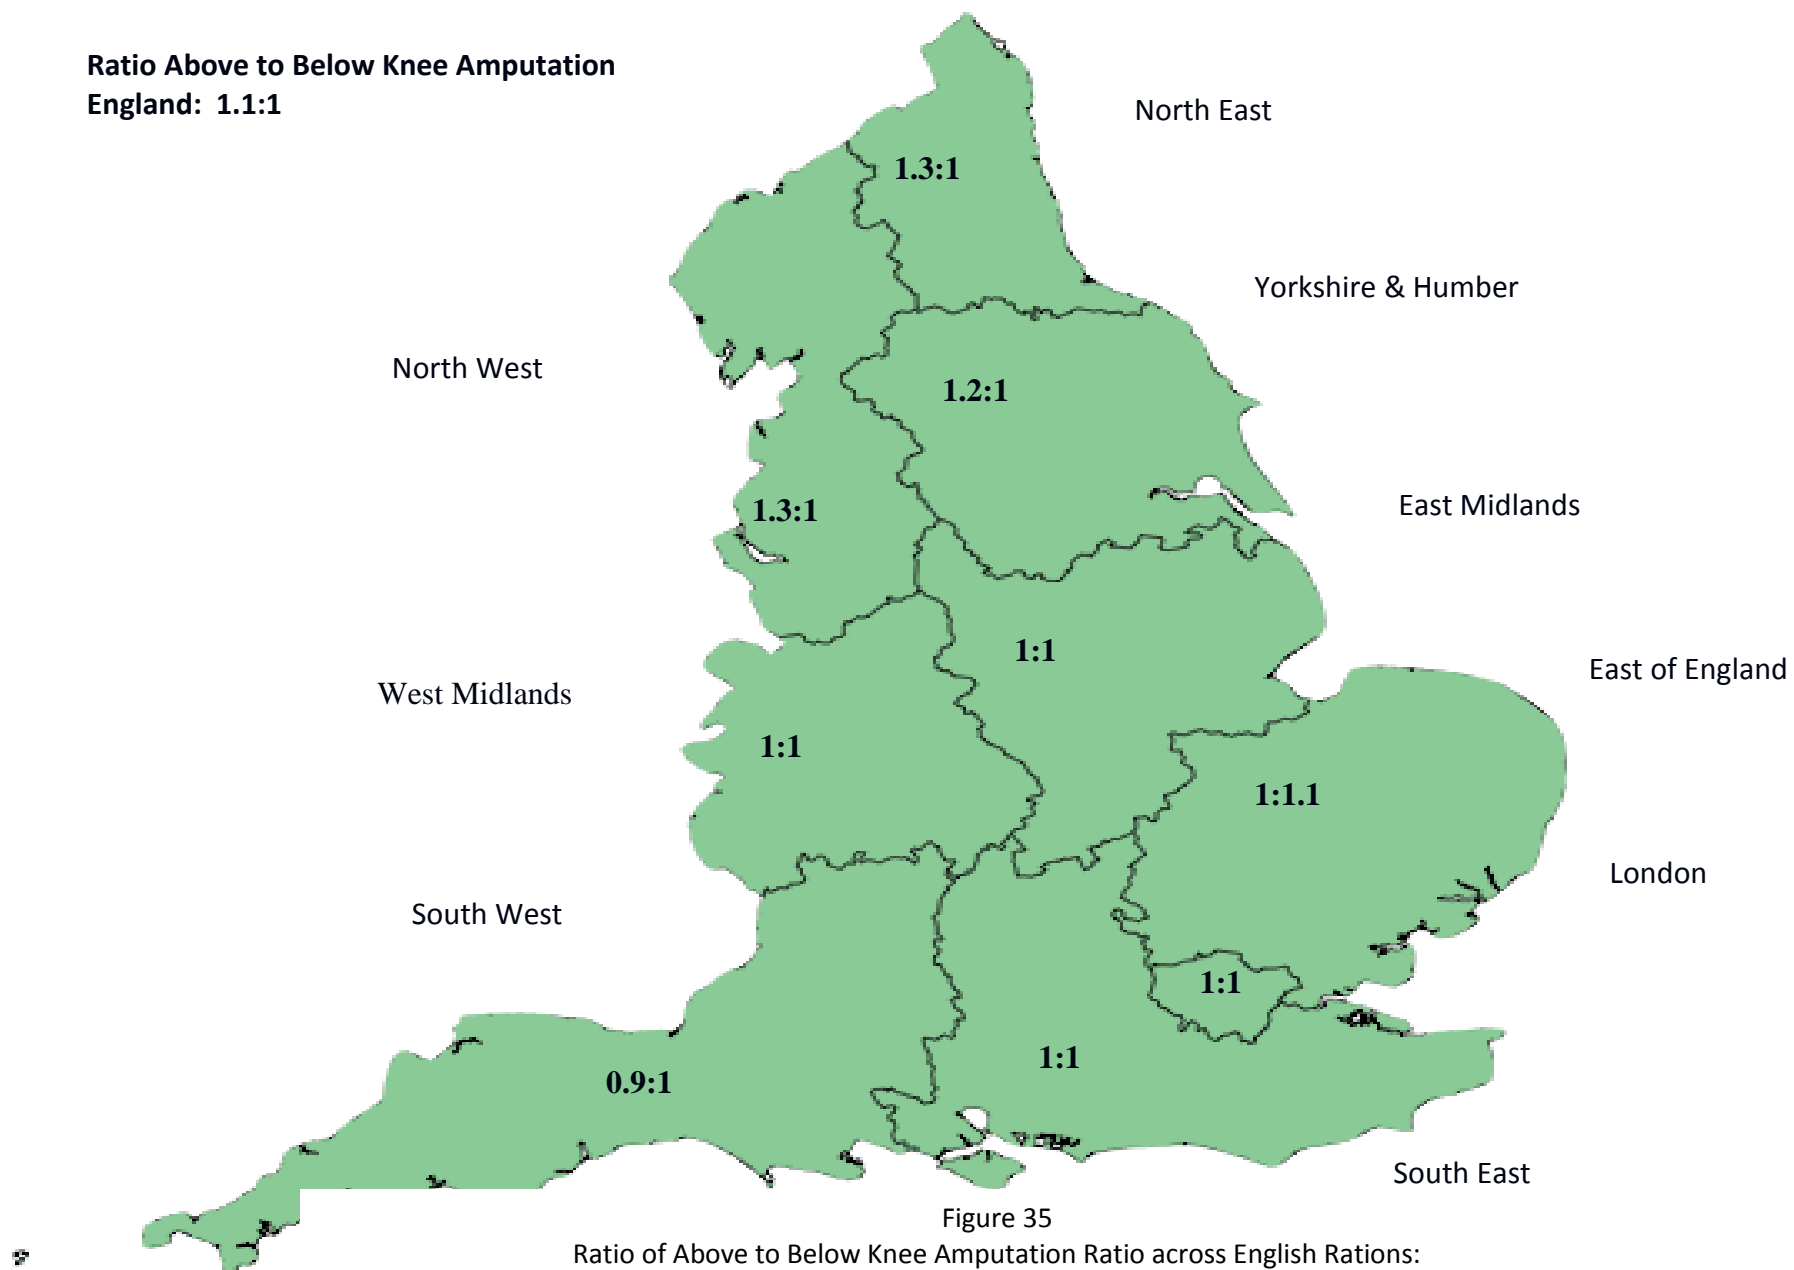 Ratio Above to Below Knee Amputation
England: 1.1:1
North East
1.3:1
Yorkshire & Humber
North West
1.2:1
1.3:1
East Midlands
1:1
East of England
West Midlands
1:1
1:1.1
London
South West
1:1
1:1
0.9:1
South East
Figure 35
Ratio of Above to Below Knee Amputation Ratio across English Rations: